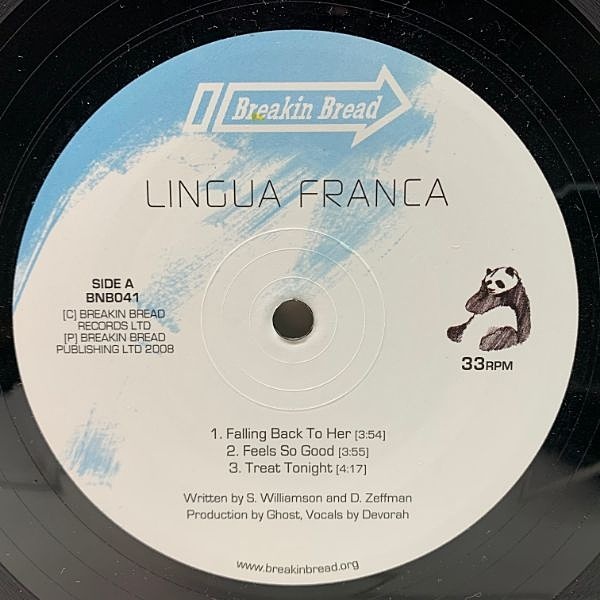 Breakin Bread
LINGUA FRANCA
SIDE A
BNB041
[C] BREAKIN BREAD
RECORDS LTD
[P] BREAKIN BREAD
PUBLISHING LTD 2008
33RPM
1. Falling Back To Her [3:54]
2. Feels So Good [3:55]
3. Treat Tonight [4:17]
Written by S. Williamson and D. Zeffman
Production by Ghost, Vocals by Devorah
www.breakinbread.org